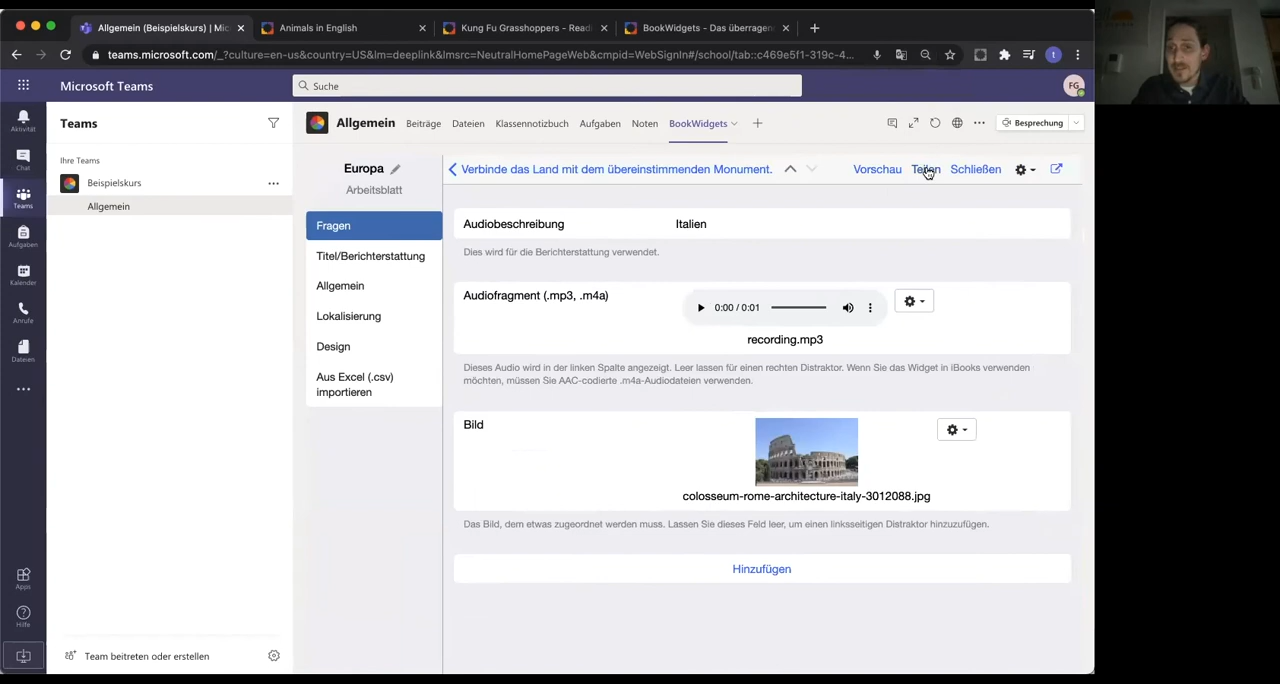 Allgemein (Beispielskurs) | Mic
Animals in English
Kung Fu Grasshoppers - Readi
BookWidgets - Das überragen
teams.microsoft.com/_?culture=en-us&country=US&lm=deeplink&lmsrc=NeutralHomePageWeb&cmpid=WebSignIn#/school/tab::c469e5f1-319c-4...
t
Microsoft Teams
Suche
FG
Aktivität
Chat
Teams
Aufgaben
Kalender
Anrufe
Dateien
Apps
Hilfe
Teams
Ihre Teams
Beispielskurs
Allgemein
Team beitreten oder erstellen
Allgemein Beiträge Dateien Klassennotizbuch Aufgaben Noten BookWidgets
Besprechung
Europa
Arbeitsblatt
Fragen
Titel/Berichterstattung
Allgemein
Lokalisierung
Design
Aus Excel (.csv)
importieren
Verbinde das Land mit dem übereinstimmenden Monument.
Vorschau Teilen Schließen
Audiobeschreibung Italien
Dies wird für die Berichterstattung verwendet.
Audiofragment (.mp3, .m4a)
0:00 / 0:01
recording.mp3
Dieses Audio wird in der linken Spalte angezeigt. Leer lassen für einen rechten Distraktor. Wenn Sie das Widget in iBooks verwenden
möchten, müssen Sie AAC-codierte .m4a-Audiodateien verwenden.
Bild
colosseum-rome-architecture-italy-3012088.jpg
Das Bild, dem etwas zugeordnet werden muss. Lassen Sie dieses Feld leer, um einen linksseitigen Distraktor hinzuzufügen.
Hinzufügen